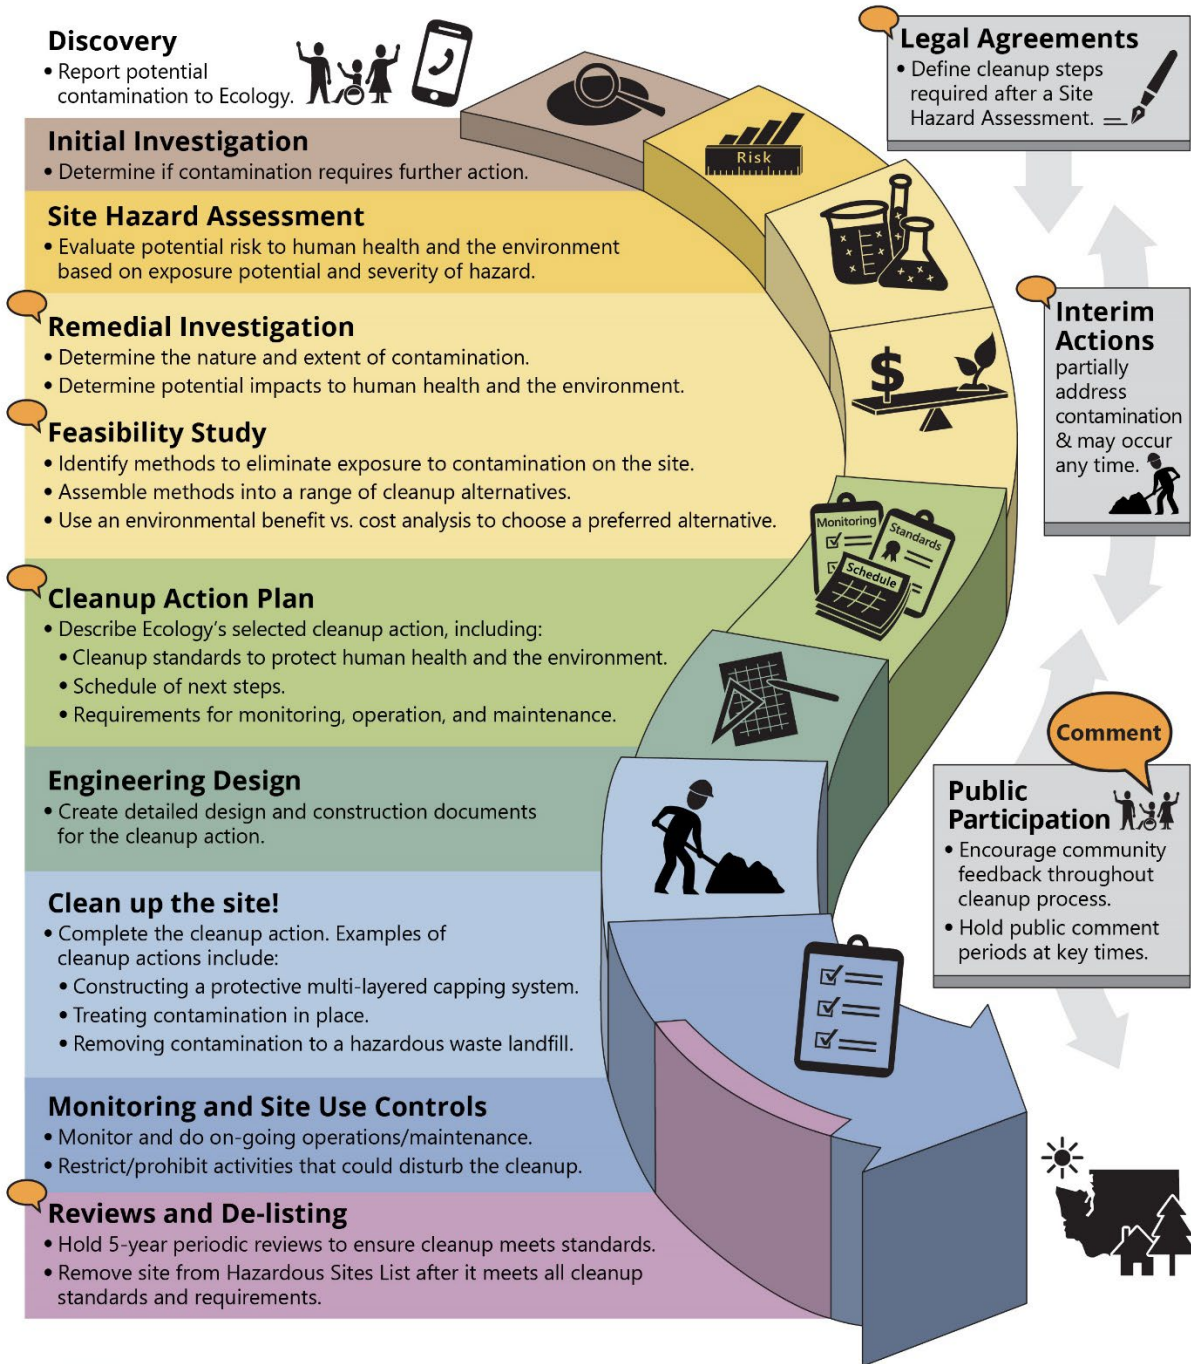 Discovery
• Report potential
contamination to Ecology.
Initial Investigation
• Determine if contamination requires further action.
Site Hazard Assessment
• Evaluate potential risk to human health and the environment
based on exposure potential and severity of hazard.
Remedial Investigation
• Determine the nature and extent of contamination.
• Determine potential impacts to human health and the environment.
Feasibility Study
• Identify methods to eliminate exposure to contamination on the site.
• Assemble methods into a range of cleanup alternatives.
• Use an environmental benefit vs. cost analysis to choose a preferred alternative.
Cleanup Action Plan
• Describe Ecology's selected cleanup action, including:
• Cleanup standards to protect human health and the environment.
• Schedule of next steps.
• Requirements for monitoring, operation, and maintenance.
Engineering Design
• Create detailed design and construction documents
for the cleanup action.
Clean up the site!
• Complete the cleanup action. Examples of
cleanup actions include:
• Constructing a protective multi-layered capping system.
• Treating contamination in place.
• Removing contamination to a hazardous waste landfill.
Monitoring and Site Use Controls
• Monitor and do on-going operations/maintenance.
• Restrict/prohibit activities that could disturb the cleanup.
Reviews and De-listing
• Hold 5-year periodic reviews to ensure cleanup meets standards.
• Remove site from Hazardous Sites List after it meets all cleanup
standards and requirements.
Risk
$
Monitoring
Standards
Schedule
Legal Agreements
• Define cleanup steps
required after a Site
Hazard Assessment.
Interim
Actions
partially
address
contamination
& may occur
any time.
Comment
Public
Participation
• Encourage community
feedback throughout
cleanup process.
• Hold public comment
periods at key times.